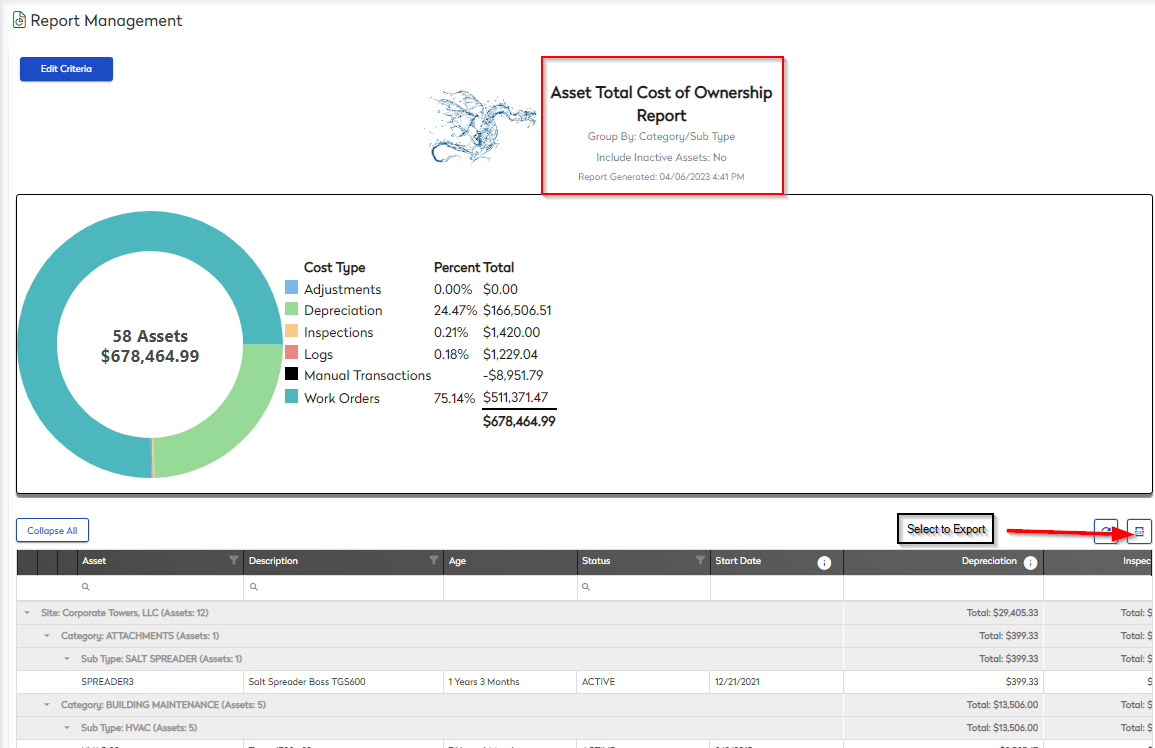 Report Management
Edit Criteria
Asset Total Cost of Ownership
Report
Group By: Category/Sub Type
Include Inactive Assets: No
Report Generated: 04/06/2023 4:41 PM
58 Assets
$678,464.99
Cost Type Percent Total
Adjustments 0.00% $0.00
Depreciation 24.47% $166,506.51
Inspections 0.21% $1,420.00
Logs 0.18% $1,229.04
Manual Transactions -$8,951.79
Work Orders 75.14% $511,371.47
$678,464.99
Collapse All Select to Export
Asset Description Age Status Start Date Depreciation Inspec
Site: Corporate Towers, LLC (Assets: 12) Total: $29,405.33 Total: $
Category: ATTACHMENTS (Assets: 1) Total: $399.33 Total: $
Sub Type: SALT SPREADER (Assets: 1) Total: $399.33 Total: $
SPREADER3 Salt Spreader Boss TGS600 1 Years 3 Months ACTIVE 12/21/2021 $399.33 $
Category: BUILDING MAINTENANCE (Assets: 5) Total: $13,506.00 Total: $
Sub Type: HVAC (Assets: 5) Total: $13,506.00 Total: $